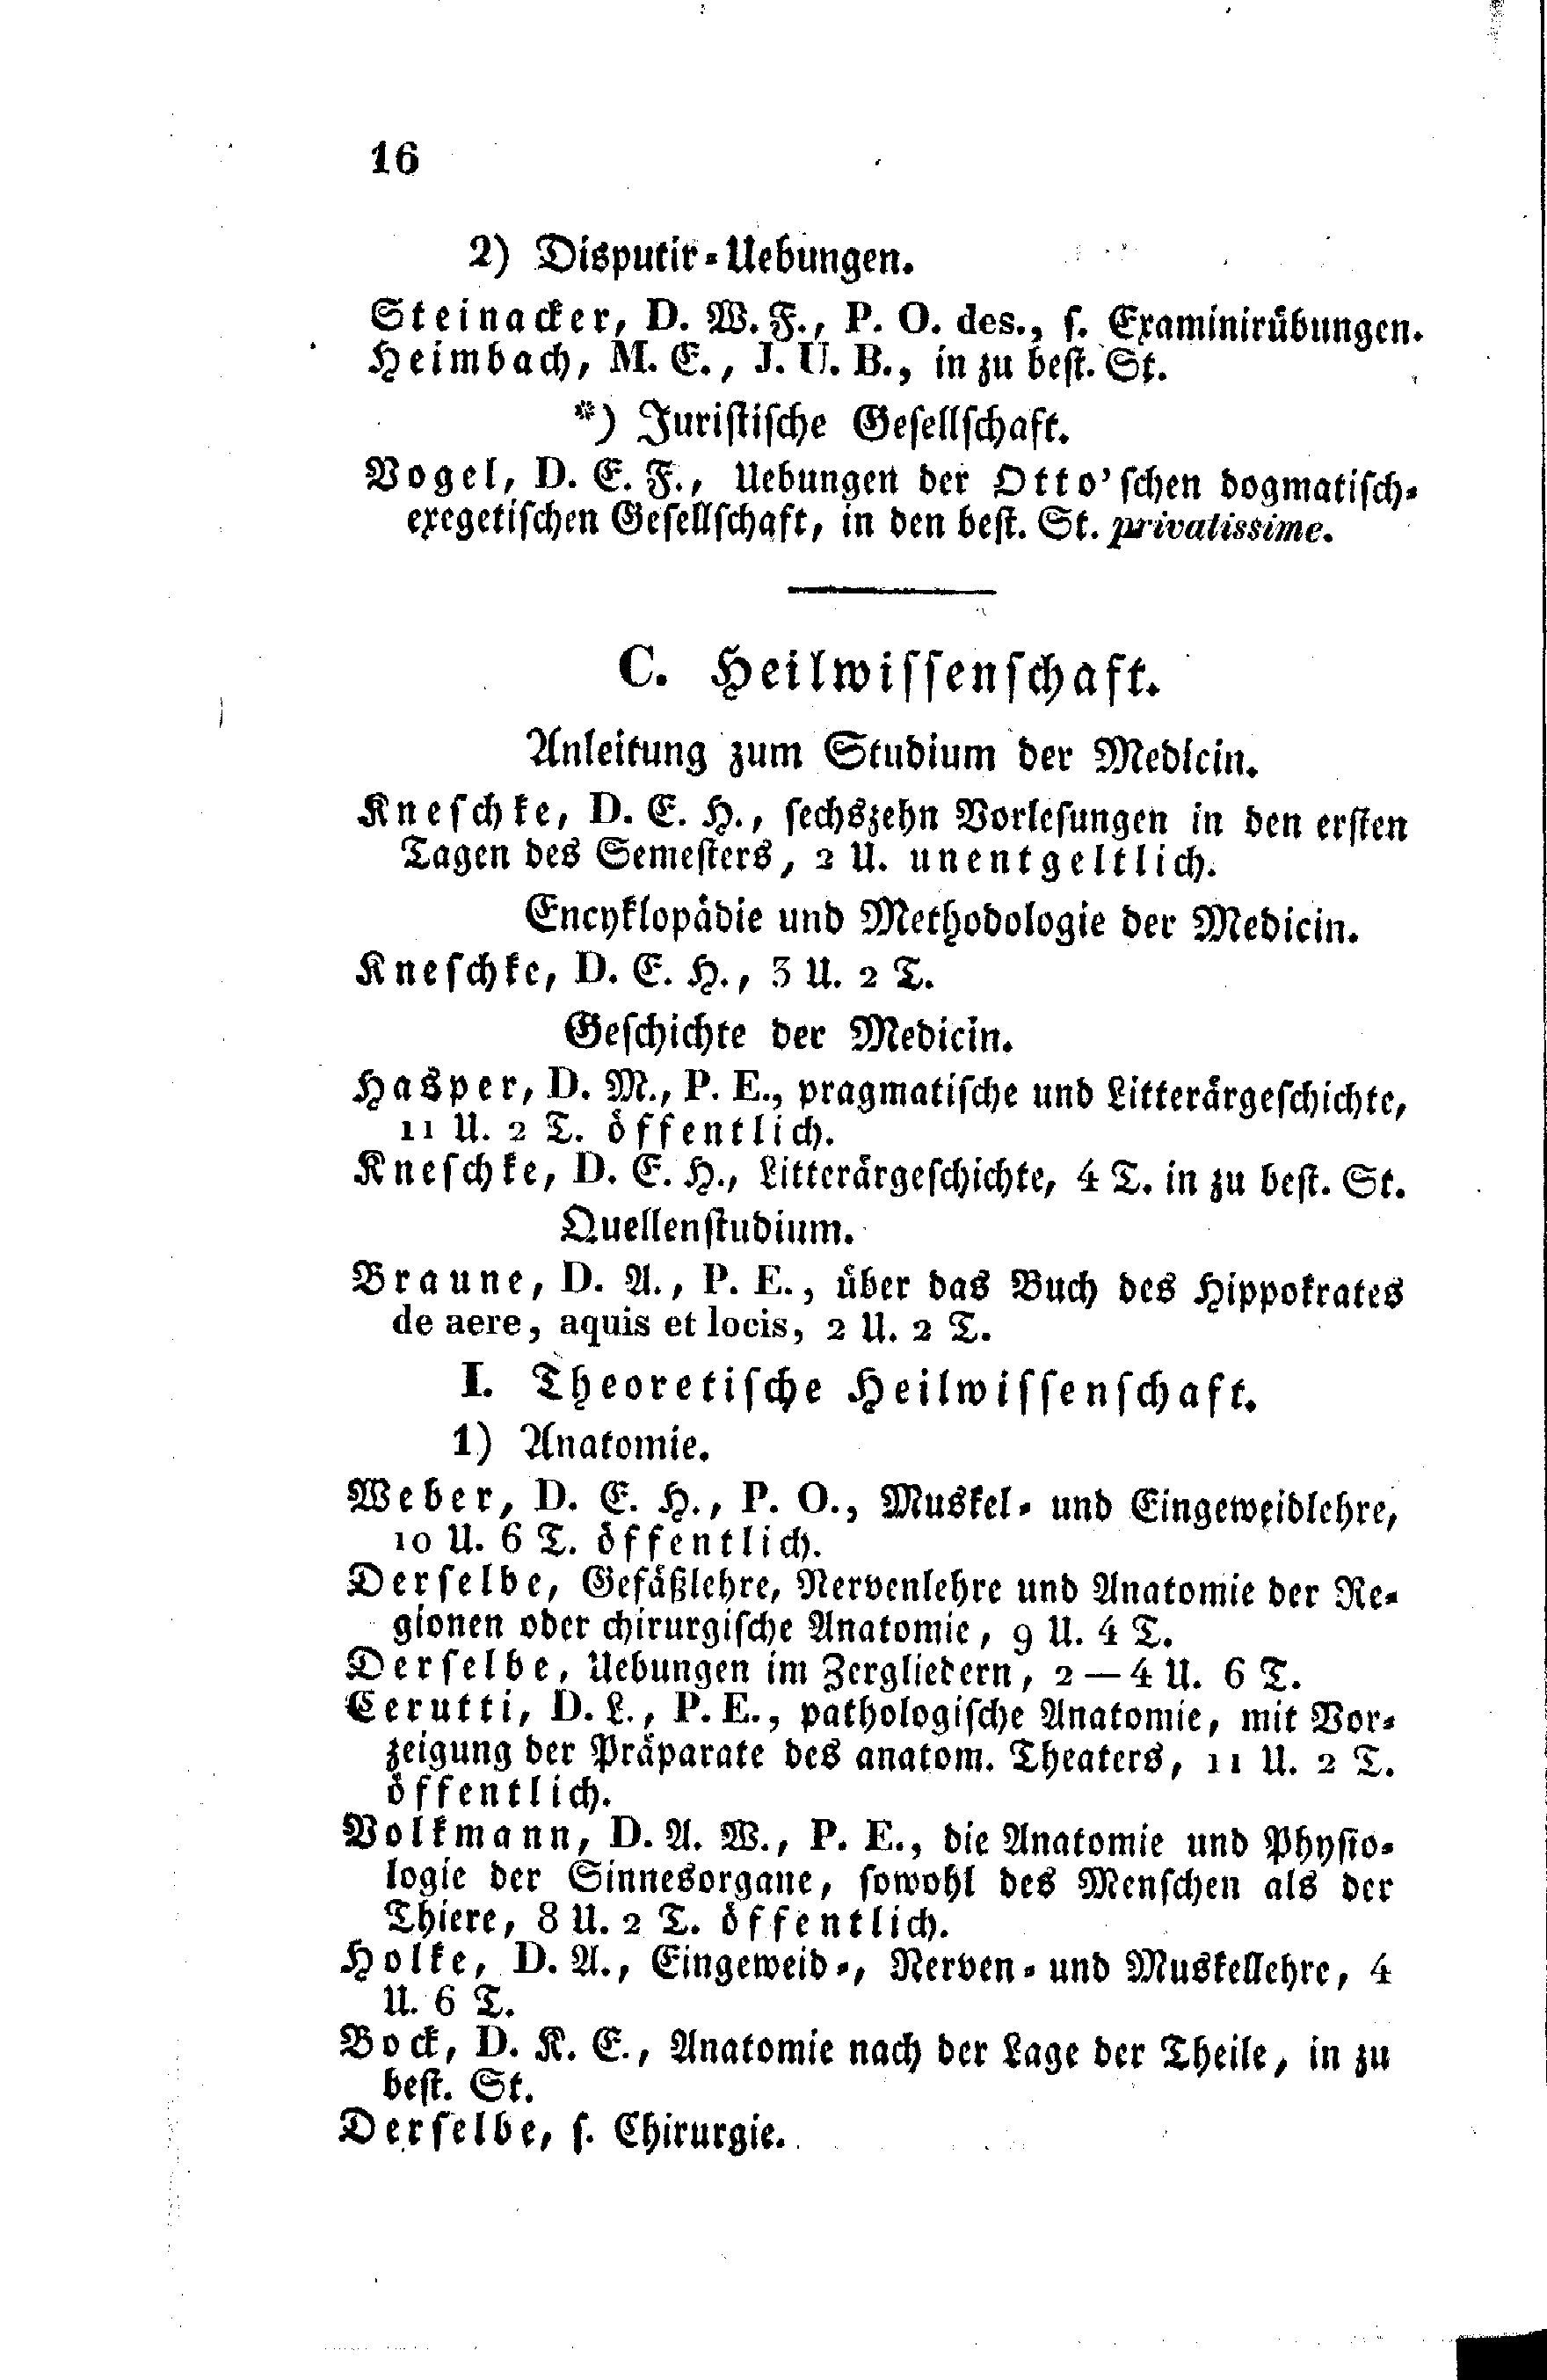 16
2) Disputir-Uebungen.
Steinacker, D. W. F., P. O. des., s. Examinirübungen.
Heimbach, M. E., J. U. B., in zu best. St.
*) Juristische Gesellschaft.
Vogel, D. E. F., Uebungen der Otto'schen dogmatisch-
exegetischen Gesellschaft, in den best. St. privatissime.
C. Heilwissenschaft.
Anleitung zum Studium der Medicin.
Kneschke, D. E. H., sechszehn Vorlesungen in den ersten
Tagen des Semesters, 2 U. unentgeltlich.
Encyklopädie und Methodologie der Medicin.
Kneschke, D. E. H., 3 U. 2 T.
Geschichte der Medicin.
Hasper, D. M., P. E., pragmatische und Litterärgeschichte,
11 U. 2 T. öffentlich.
Kneschke, D. E. H., Litterärgeschichte, 4 T. in zu best. St.
Quellenstudium.
Braune, D. A., P. E., über das Buch des Hippokrates
de aere, aquis et locis, 2 U. 2 T.
I. Theoretische Heilwissenschaft.
1) Anatomie.
Weber, D. E. H., P. O., Muskel- und Eingeweidlehre,
10 U. 6 T. öffentlich.
Derselbe, Gefäßlehre, Nervenlehre und Anatomie der Re-
gionen oder chirurgische Anatomie, 9 U. 4 T.
Derselbe, Uebungen im Zergliedern, 2—4 U. 6 T.
Cerutti, D. L., P. E., pathologische Anatomie, mit Vor-
zeigung der Präparate des anatom. Theaters, 11 U. 2 T.
öffentlich.
Volkmann, D. A. W., P. E., die Anatomie und Physio-
logie der Sinnesorgane, sowohl des Menschen als der
Thiere, 8 U. 2 T. öffentlich.
Holke, D. A., Eingeweid-, Nerven- und Muskellehre, 4
U. 6 T.
Bock, D. K. E., Anatomie nach der Lage der Theile, in zu
best. St.
Derselbe, s. Chirurgie.